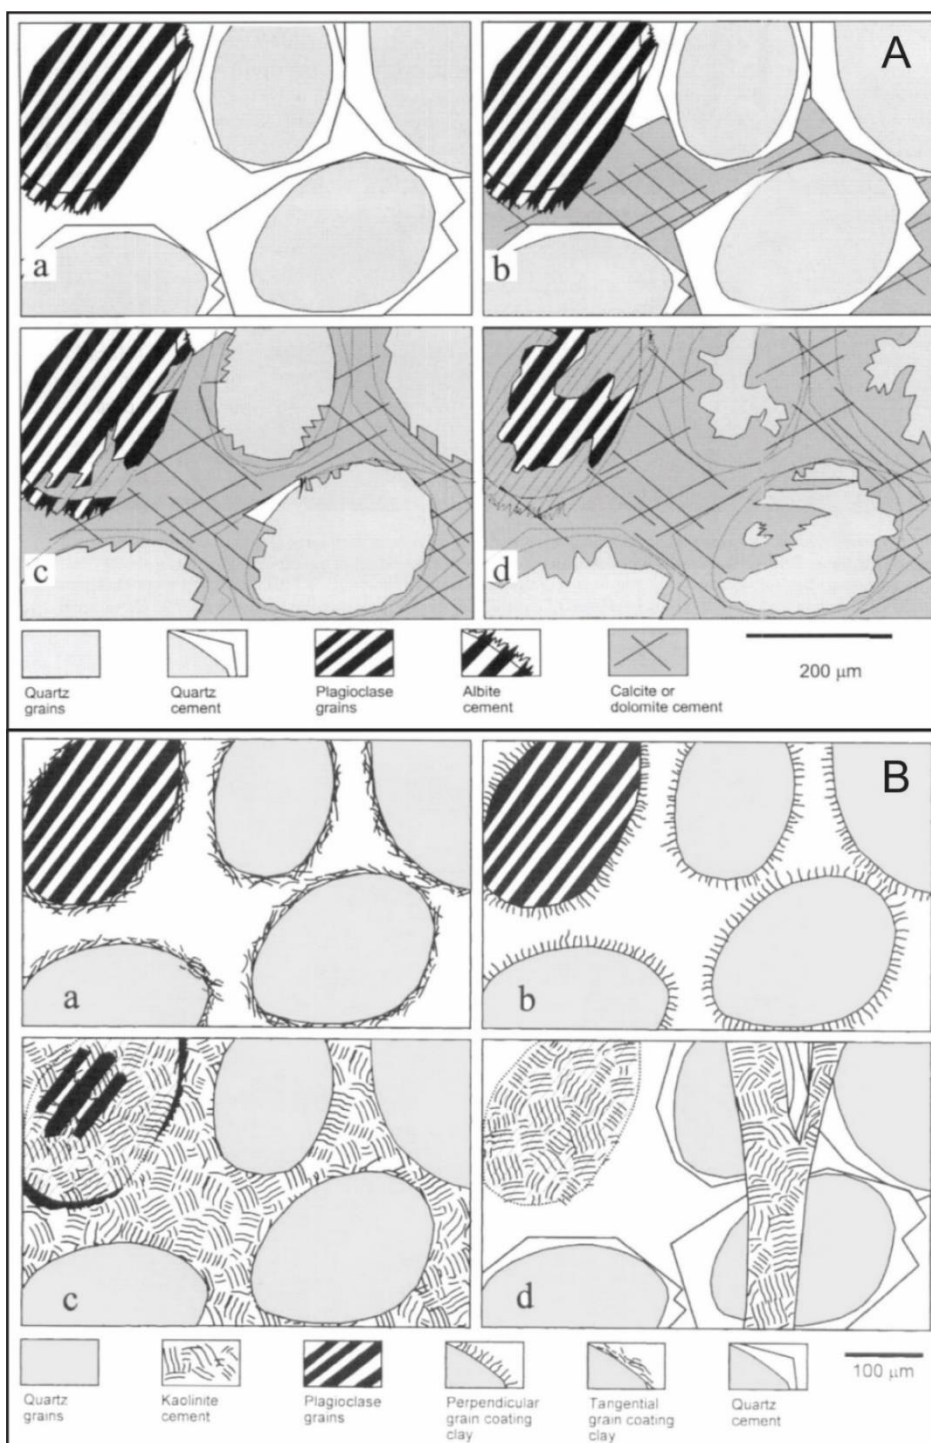 A
a
b
c
d
Quartz
grains
Quartz
cement
Plagioclase
grains
Albite
cement
Calcite or
dolomite cement
200 µm
B
a
b
c
d
Quartz
grains
Kaolinite
cement
Plagioclase
grains
Perpendicular
grain coating
clay
Tangential
grain coating
clay
Quartz
cement
100 µm